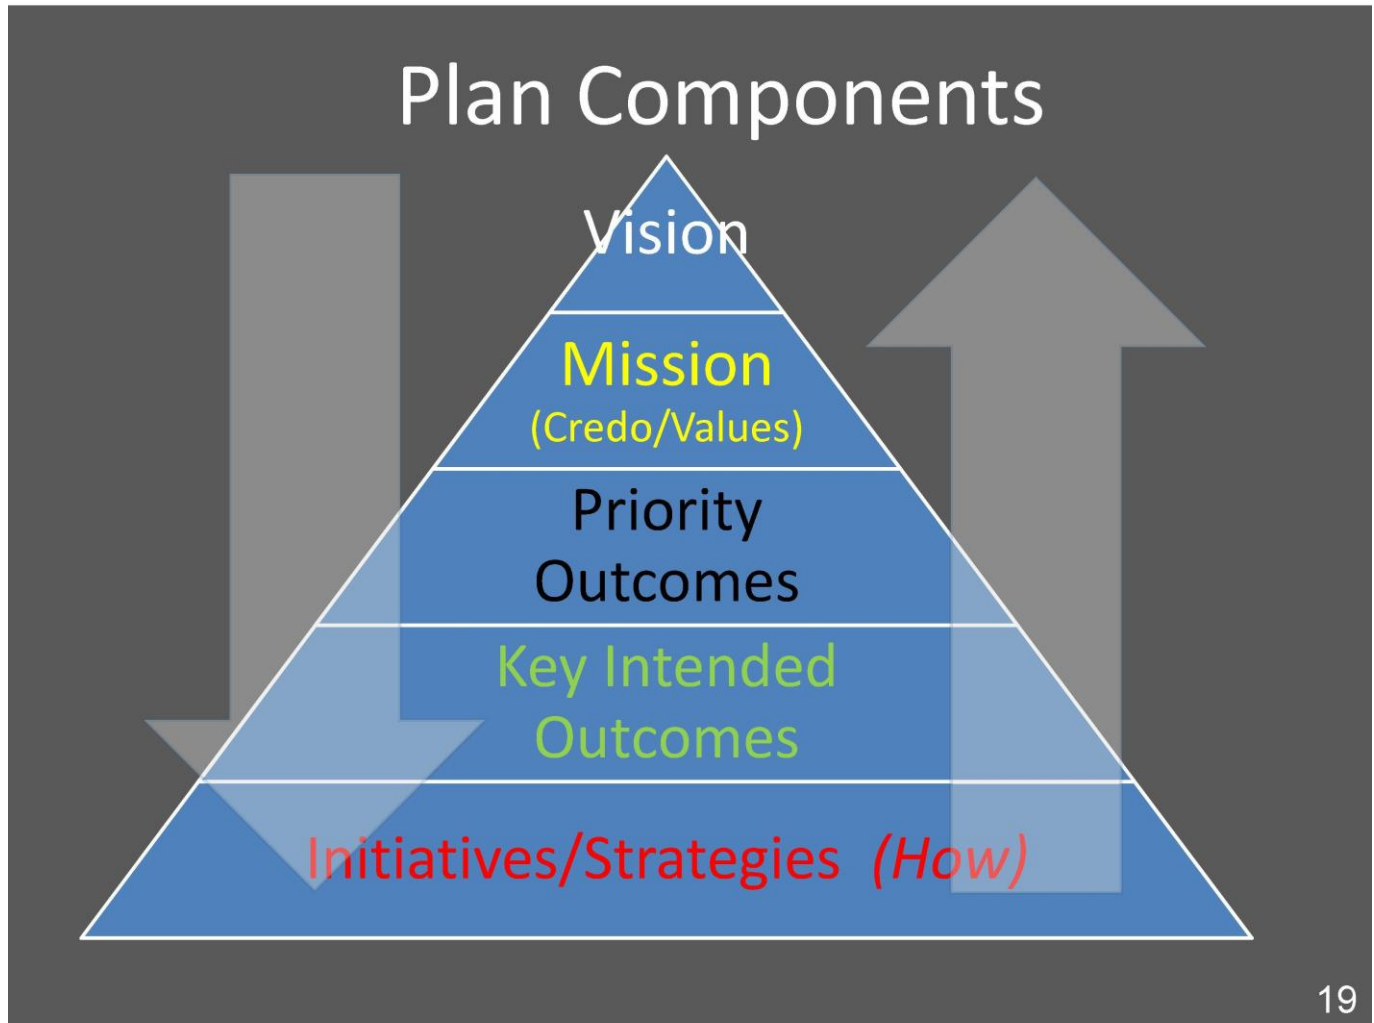 Plan Components
Vision
Mission
(Credo/Values)
Priority
Outcomes
Key Intended
Outcomes
Initiatives/Strategies (How)
19